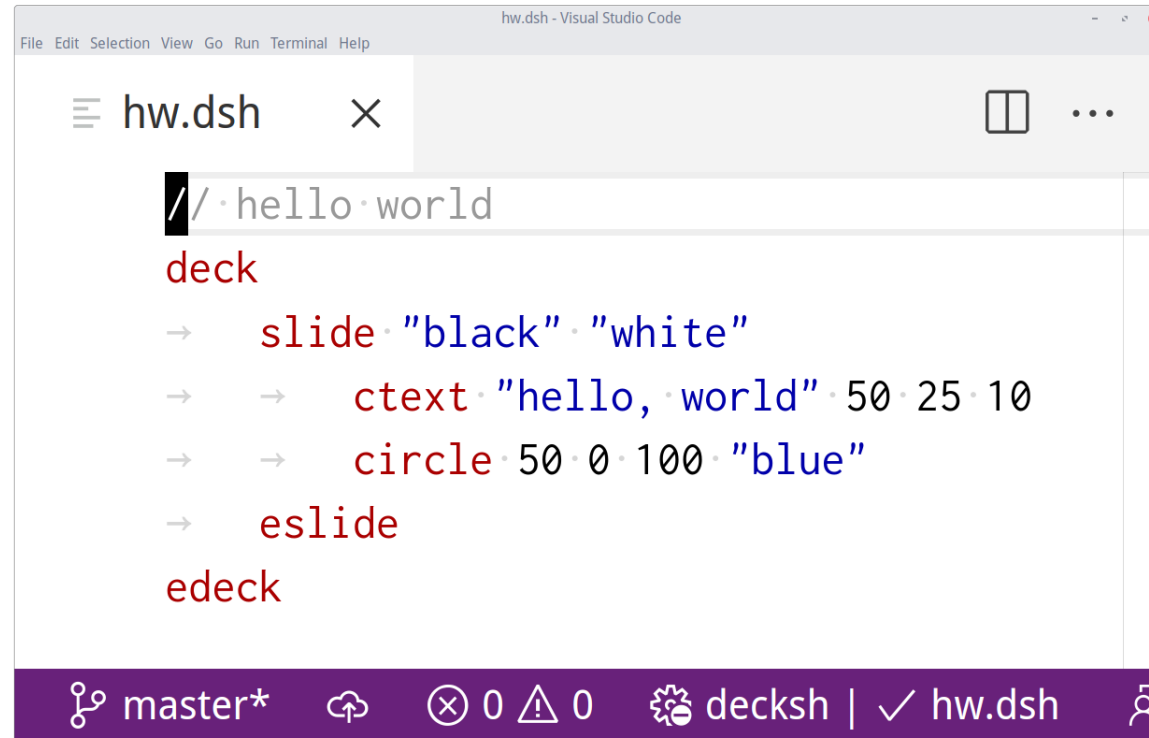 hw.dsh - Visual Studio Code
File Edit Selection View Go Run Terminal Help
hw.dsh
// hello world
deck
slide "black" "white"
ctext "hello, world" 50 25 10
circle 50 0 100 "blue"
eslide
edeck
master* 0 0 decksh | ✓ hw.dsh